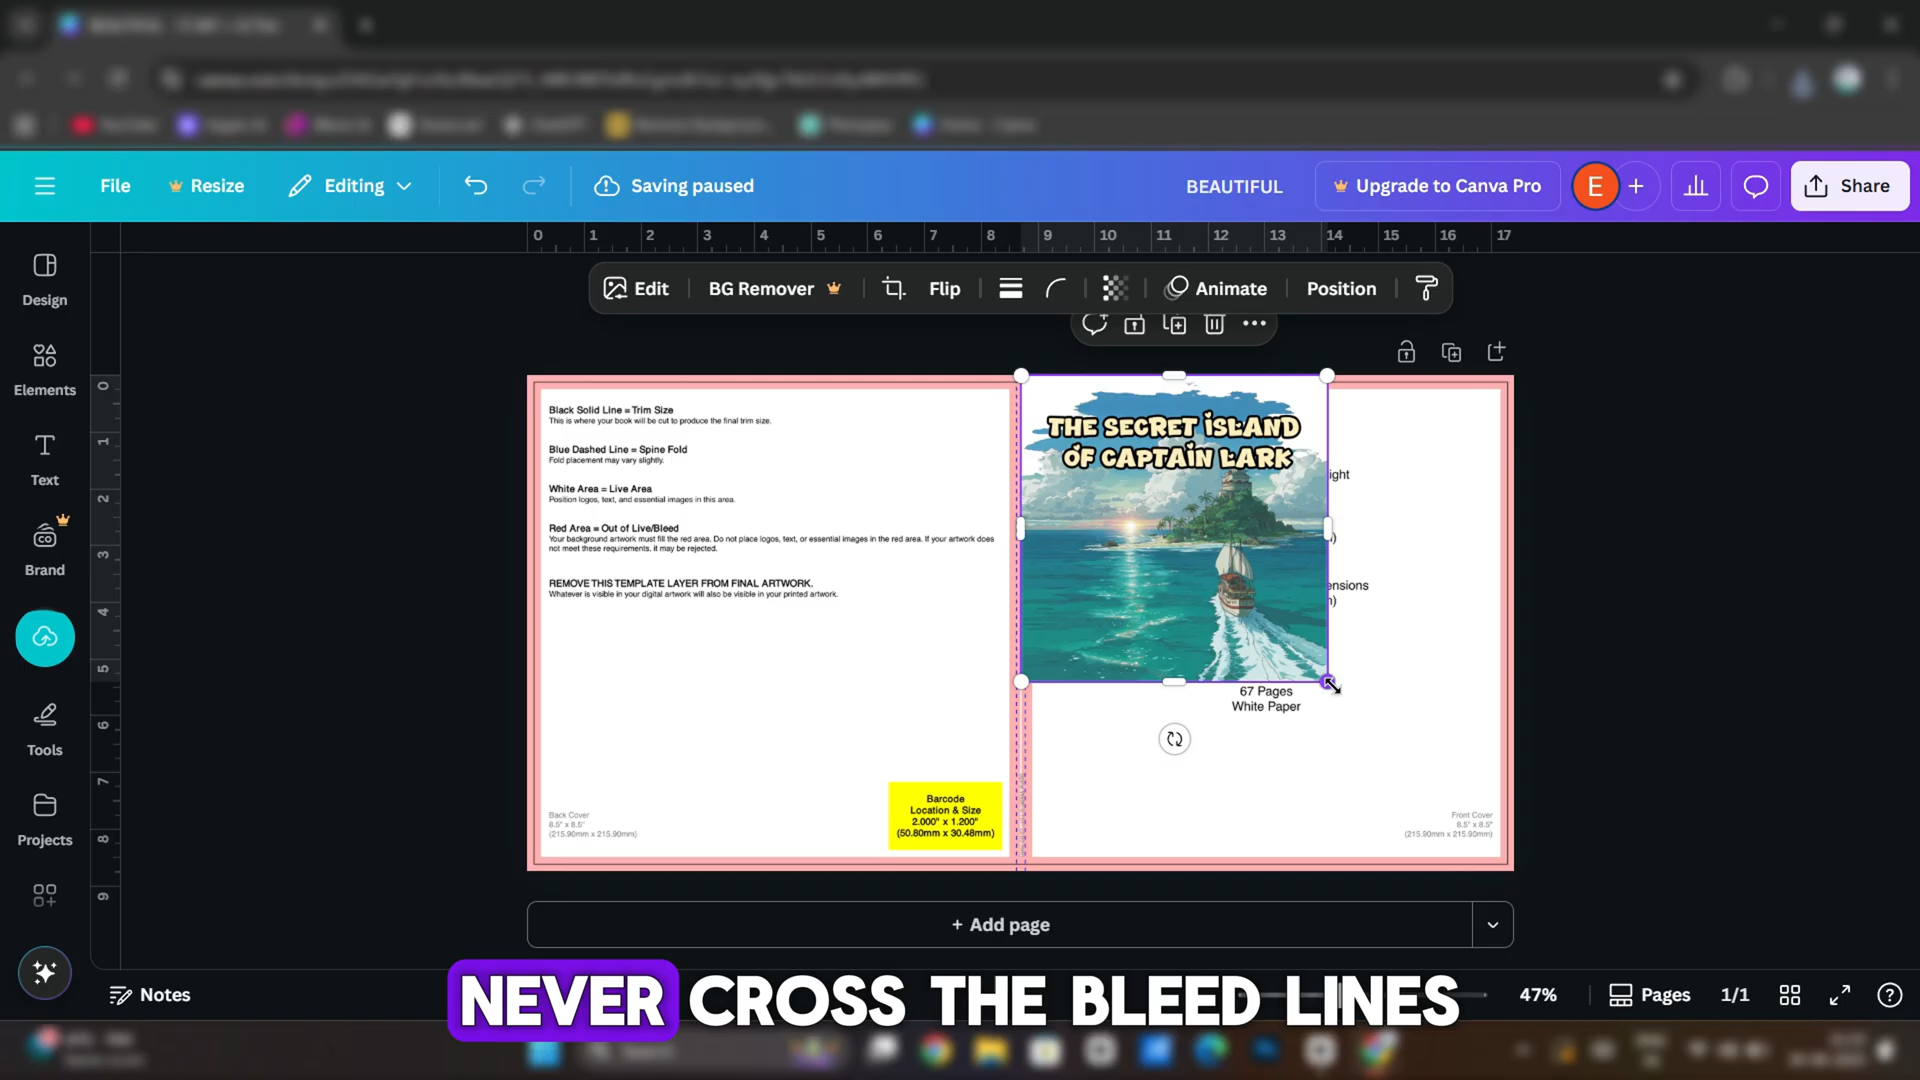 File
Resize
Editing
Saving paused
BEAUTIFUL
Upgrade to Canva Pro
E
Share
0 1 2 3 4 5 6 7 8 9 10 11 12 13 14 15 16 17
Edit
BG Remover
Flip
Animate
Position
Design
Elements
Text
Brand
Tools
Projects
0
1
2
3
4
5
6
7
8
9
Black Solid Line = Trim Size
This is where your book will be cut to produce the final trim size.
Blue Dashed Line = Spine Fold
Fold placement may vary slightly.
White Area = Live Area
Position logos, text, and essential images in this area.
Red Area = Out of Live/Bleed
Your background artwork must fill the red area. Do not place logos, text, or essential images in the red area. If your artwork does
not meet these requirements, it may be rejected.
REMOVE THIS TEMPLATE LAYER FROM FINAL ARTWORK.
Whatever is visible in your digital artwork will also be visible in your printed artwork.
Back Cover
8.5" x 8.5"
(215.90mm x 215.90mm)
Barcode
Location & Size
2.000" x 1.200"
(50.80mm x 30.48mm)
THE SECRET ISLAND
OF CAPTAIN LARK
ight
)
ensions
)
67 Pages
White Paper
Front Cover
8.5" x 8.5"
(215.90mm x 215.90mm)
+ Add page
Notes
47%
Pages
1/1
NEVER CROSS THE BLEED LINES